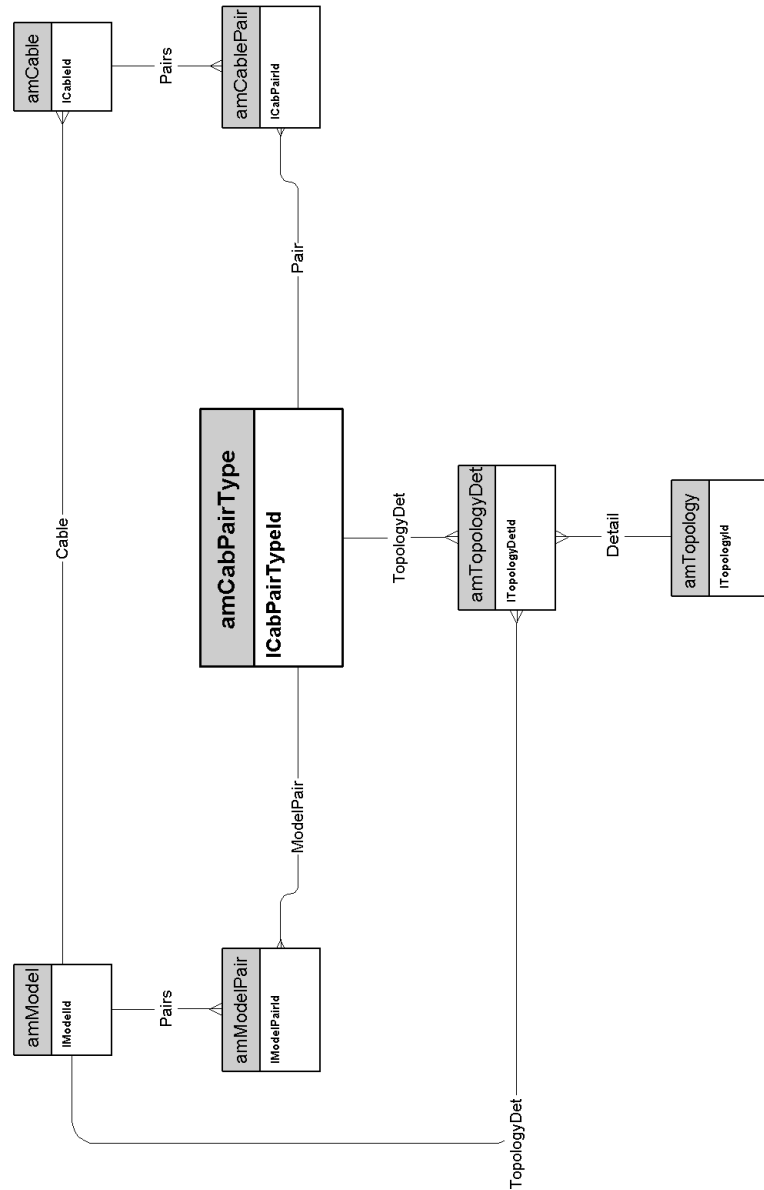 amModel
lModelId
Cable
amCable
lCableId
Pairs
Pairs
amModelPair
lModelPairId
amCabPairType
lCabPairTypeId
amCablePair
lCabPairId
ModelPair
Pair
TopologyDet
amTopologyDet
lTopologyDetId
TopologyDet
Detail
amTopology
lTopologyId